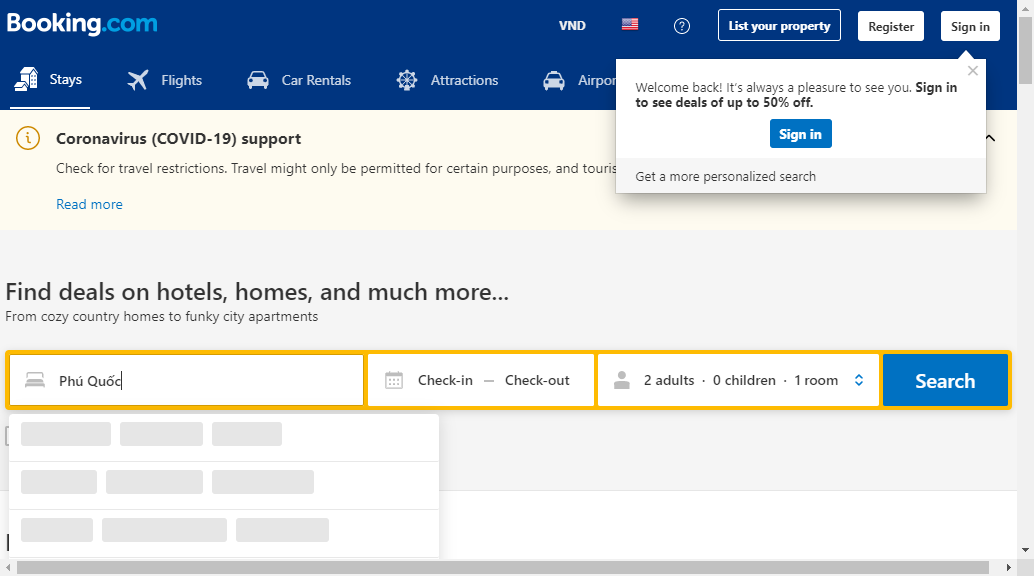 Booking.com
VND
List your property
Register
Sign in
Stays
Flights
Car Rentals
Attractions
Welcome back! It's always a pleasure to see you. Sign in
to see deals of up to 50% off.
Sign in
Get a more personalized search
Coronavirus (COVID-19) support
Check for travel restrictions. Travel might only be permitted for certain purposes, and
Read more
Find deals on hotels, homes, and much more...
From cozy country homes to funky city apartments
Phú Quốc
Check-in — Check-out
2 adults · 0 children · 1 room
Search